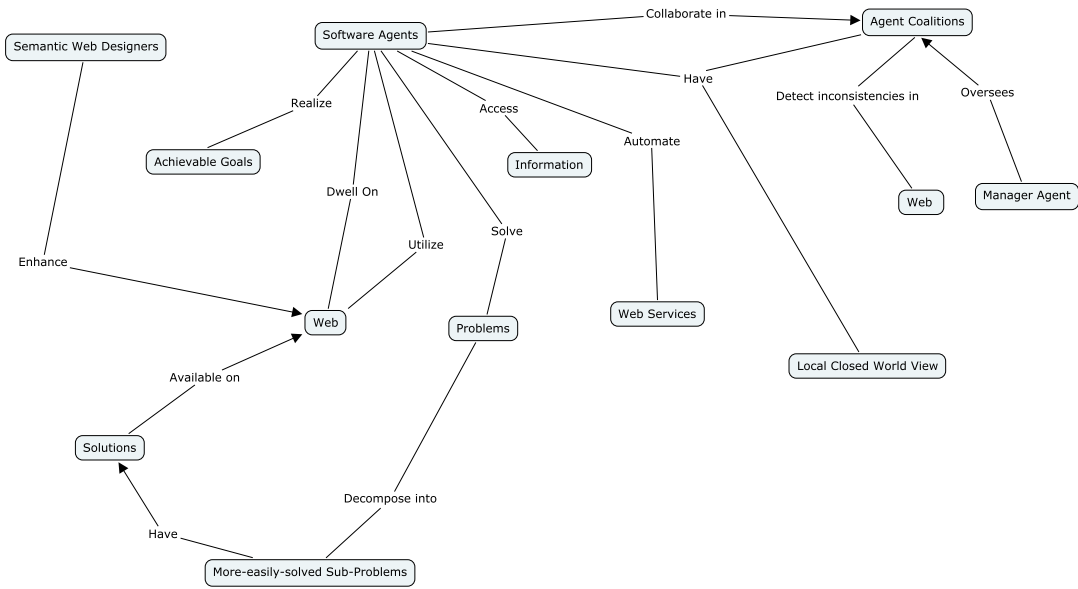 Collaborate in
Agent Coalitions
Software Agents
Semantic Web Designers
Have
Oversees
Detect inconsistencies in
Realize
Access
Automate
Achievable Goals
Information
Dwell On
Web
Manager Agent
Solve
Utilize
Enhance
Web Services
Web
Problems
Local Closed World View
Available on
Solutions
Decompose into
Have
More-easily-solved Sub-Problems